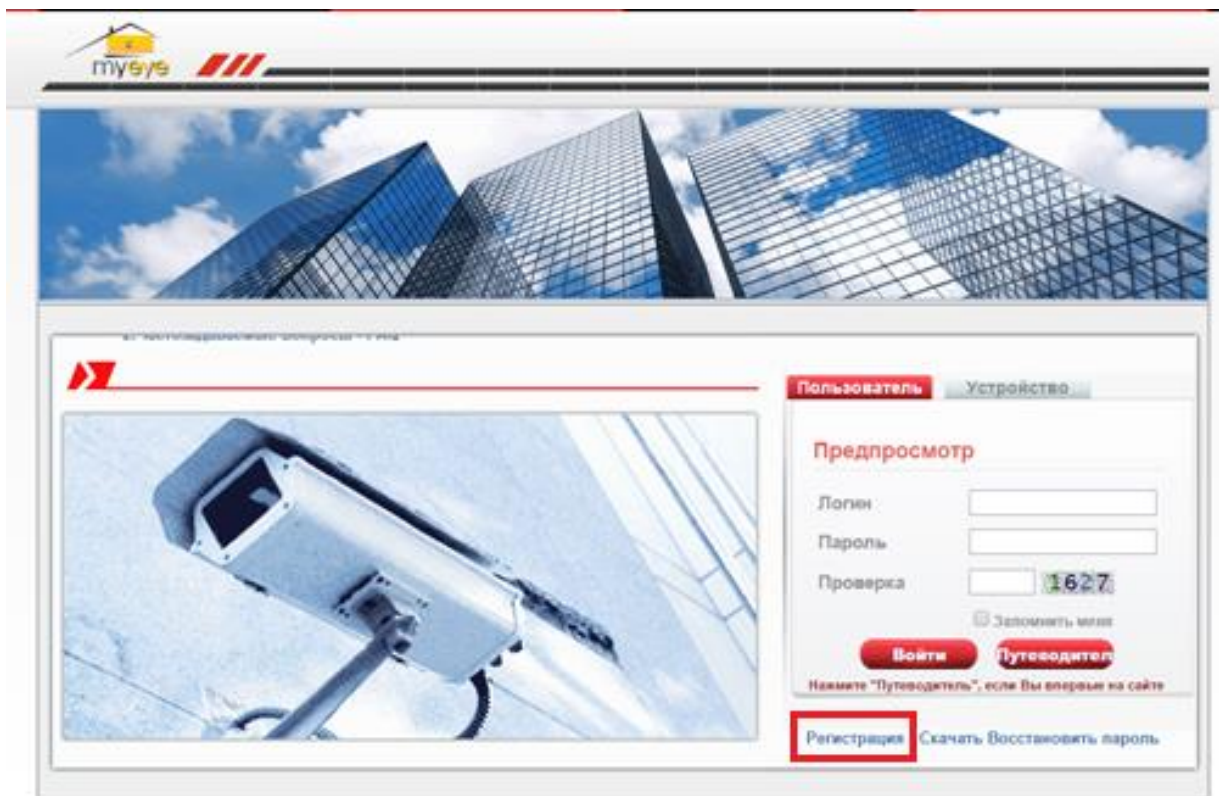 myeye
Пользователь
Устройство
Предпросмотр
Логин
Пароль
Проверка
1627
Запомнить меня
Войти
Путеводител
Нажмите "Путеводитель", если Вы впервые на сайте
Регистрация Скачать Восстановить пароль